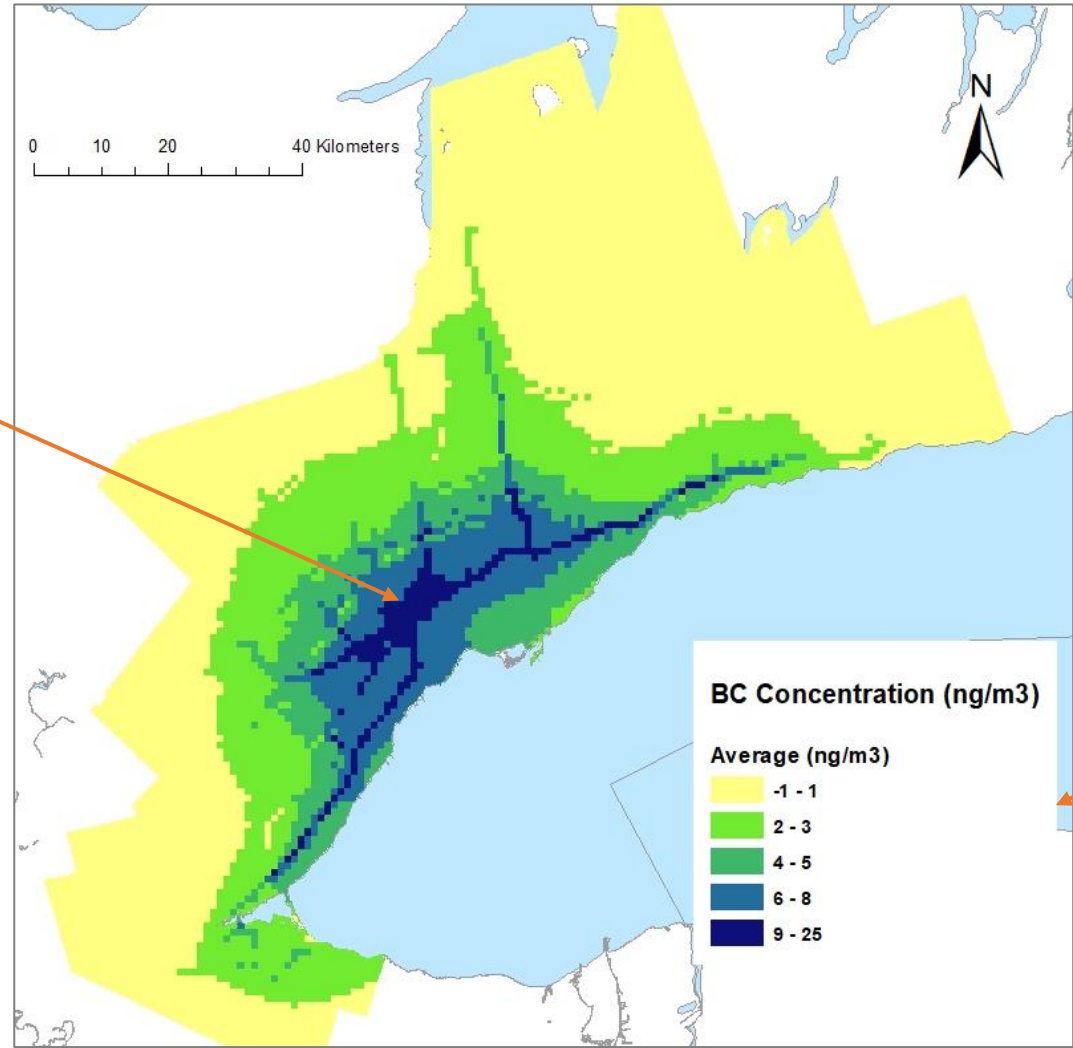 N
0 10 20 40 Kilometers
BC Concentration (ng/m3)
Average (ng/m3)
-1 - 1
2 - 3
4 - 5
6 - 8
9 - 25